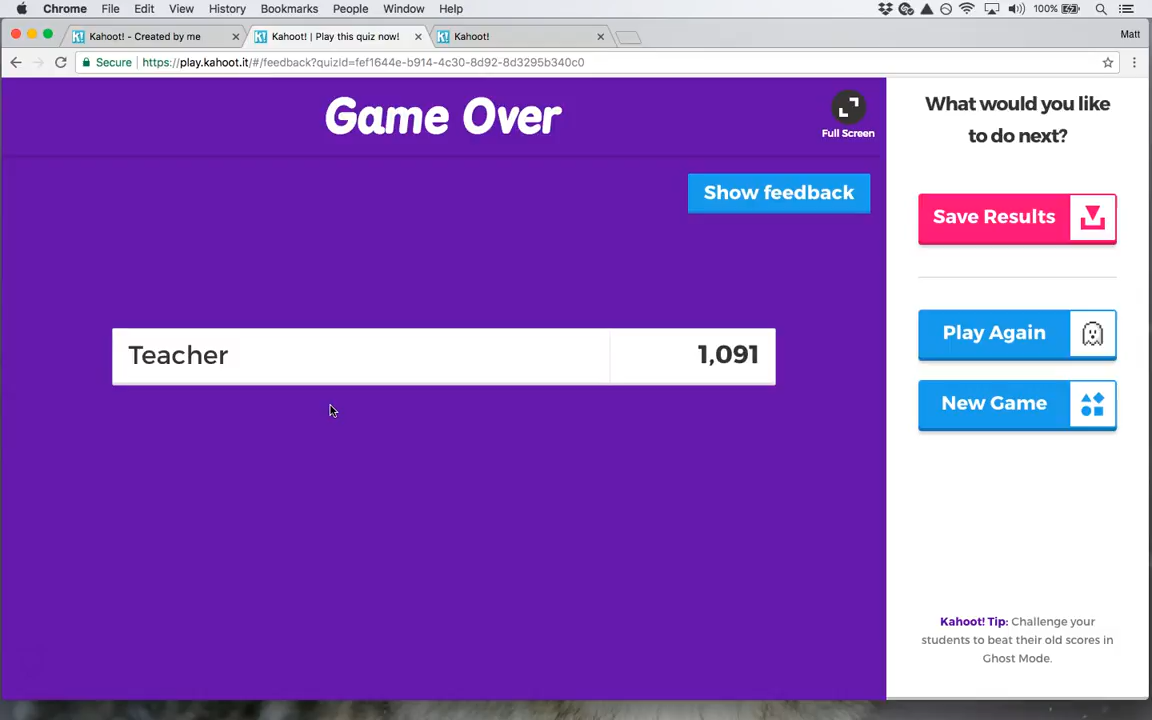 Chrome File Edit View History Bookmarks People Window Help 100%
Kahoot! - Created by me
Kahoot! | Play this quiz now!
Kahoot!
Matt
Secure https://play.kahoot.it/#/feedback?quizId=fef1644e-b914-4c30-8d92-8d3295b340c0
Game Over
Full Screen
Show feedback
Teacher 1,091
What would you like
to do next?
Save Results
Play Again
New Game
Kahoot! Tip: Challenge your
students to beat their old scores in
Ghost Mode.